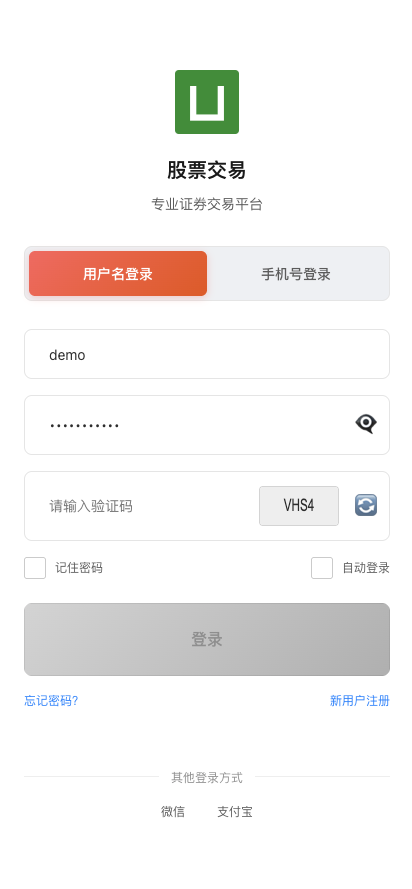 股票交易
专业证券交易平台
用户名登录 手机号登录
demo
•••••••••••
请输入验证码 VHS4
记住密码 自动登录
登录
忘记密码? 新用户注册
其他登录方式
微信 支付宝